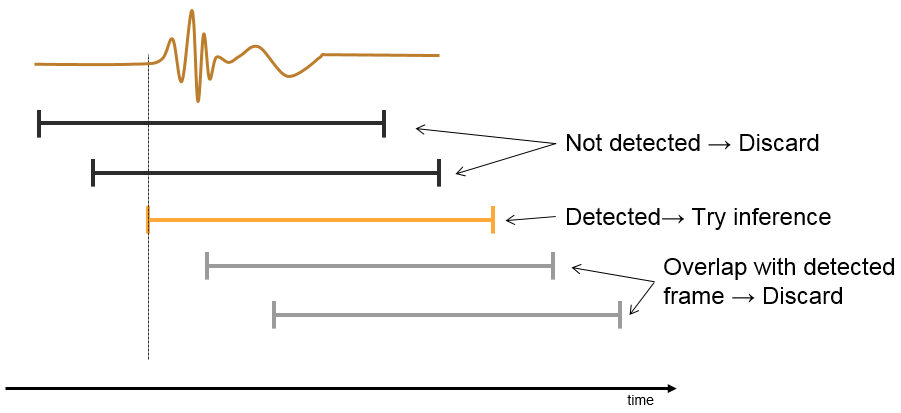 Not detected → Discard
Detected→ Try inference
Overlap with detected
frame → Discard
time